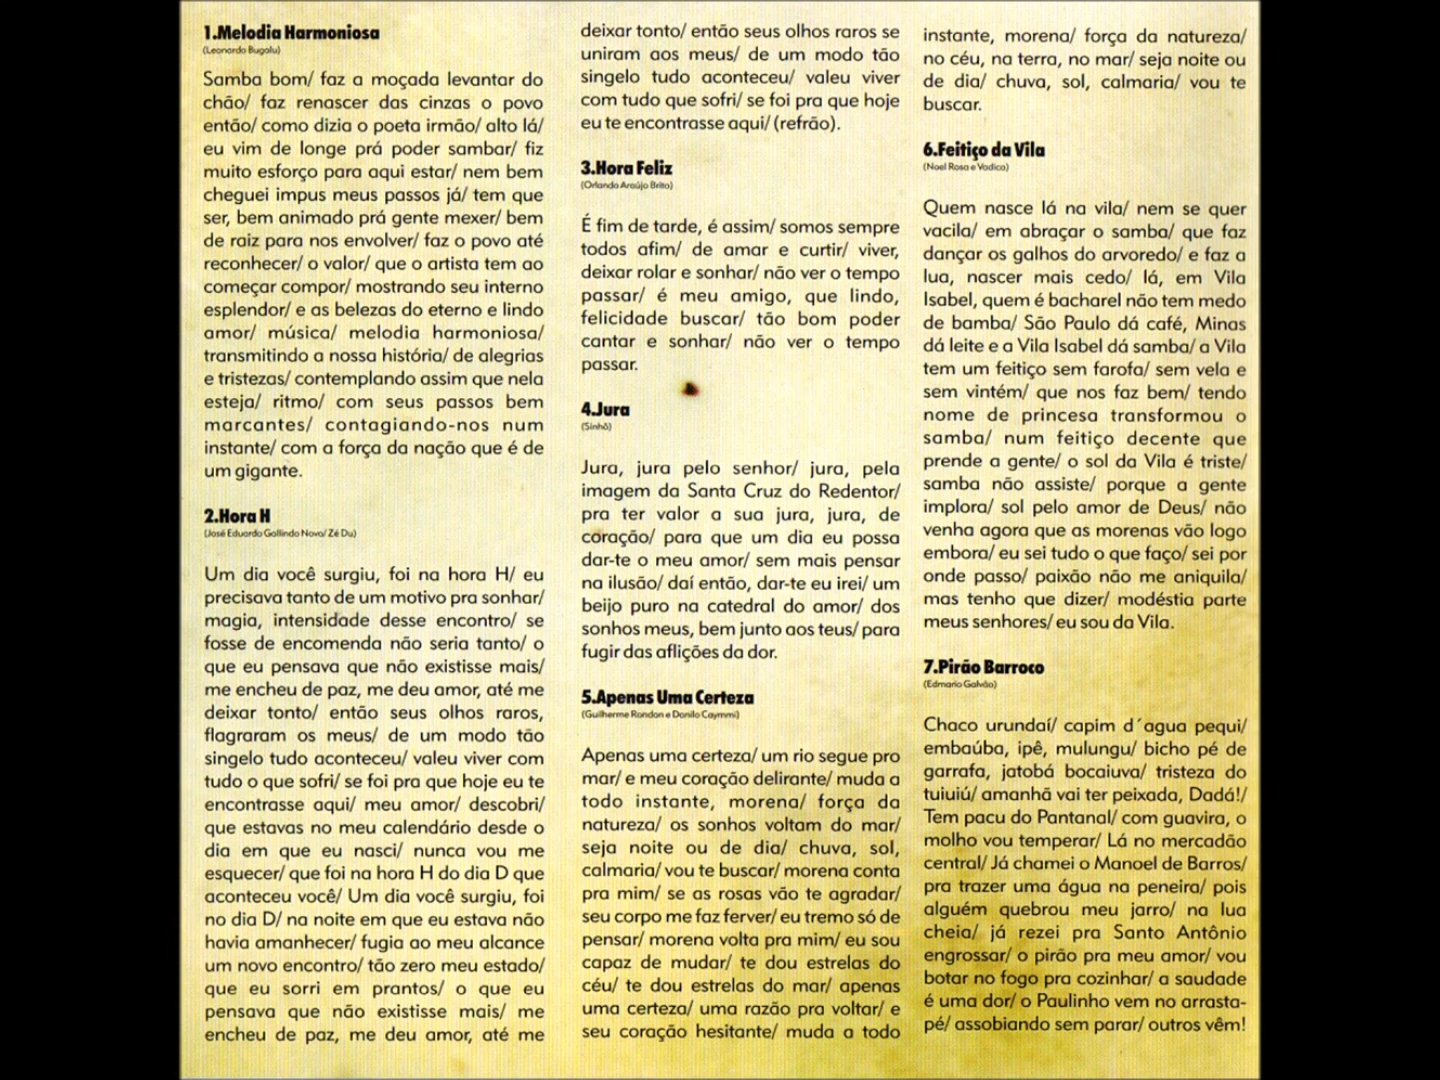 1.Melodia Harmoniosa
(Leonardo Bugalu)
Samba bom/ faz a moçada levantar do
chão/ faz renascer das cinzas o povo
então/ como dizia o poeta irmão/ alto lá/
eu vim de longe prá poder sambar/ fiz
muito esforço para aqui estar/ nem bem
cheguei impus meus passos já/ tem que
ser, bem animado prá gente mexer/ bem
de raiz para nos envolver/ faz o povo até
reconhecer/ o valor/ que o artista tem ao
começar compor/ mostrando seu interno
esplendor/ e as belezas do eterno e lindo
amor/ música/ melodia harmoniosa/
transmitindo a nossa história/ de alegrias
e tristezas/ contemplando assim que nela
esteja/ ritmo/ com seus passos bem
marcantes/ contagiando-nos num
instante/ com a força da nação que é de
um gigante.
2.Hora H
(José Eduardo Gallindo Nova/ Zé Du)
Um dia você surgiu, foi na hora H/ eu
precisava tanto de um motivo pra sonhar/
magia, intensidade desse encontro/ se
fosse de encomenda não seria tanto/ o
que eu pensava que não existisse mais/
me encheu de paz, me deu amor, até me
deixar tonto/ então seus olhos raros,
flagraram os meus/ de um modo tão
singelo tudo aconteceu/ valeu viver com
tudo o que sofri/ se foi pra que hoje eu te
encontrasse aqui/ meu amor/ descobri/
que estavas no meu calendário desde o
dia em que eu nasci/ nunca vou me
esquecer/ que foi na hora H do dia D que
aconteceu você/ Um dia você surgiu, foi
no dia D/ na noite em que eu estava não
havia amanhecer/ fugia ao meu alcance
um novo encontro/ tão zero meu estado/
que eu sorri em prantos/ o que eu
pensava que não existisse mais/ me
encheu de paz, me deu amor, até me
deixar tonto/ então seus olhos raros se
uniram aos meus/ de um modo tão
singelo tudo aconteceu/ valeu viver
com tudo que sofri/ se foi pra que hoje
eu te encontrasse aqui/ (refrão).
3.Hora Feliz
(Orlando Araújo Brito)
É fim de tarde, é assim/ somos sempre
todos afim/ de amar e curtir/ viver,
deixar rolar e sonhar/ não ver o tempo
passar/ é meu amigo, que lindo,
felicidade buscar/ tão bom poder
cantar e sonhar/ não ver o tempo
passar.
4.Jura
(Sinhô)
Jura, jura pelo senhor/ jura, pela
imagem da Santa Cruz do Redentor/
pra ter valor a sua jura, jura, de
coração/ para que um dia eu possa
dar-te o meu amor/ sem mais pensar
na ilusão/ daí então, dar-te eu irei/ um
beijo puro na catedral do amor/ dos
sonhos meus, bem junto aos teus/ para
fugir das aflições da dor.
5.Apenas Uma Certeza
(Guilherme Rondon e Danilo Caymmi)
Apenas uma certeza/ um rio segue pro
mar/ e meu coração delirante/ muda a
todo instante, morena/ força da
natureza/ os sonhos voltam do mar/
seja noite ou de dia/ chuva, sol,
calmaria/ vou te buscar/ morena conta
pra mim/ se as rosas vão te agradar/
seu corpo me faz ferver/ eu tremo só de
pensar/ morena volta pra mim/ eu sou
capaz de mudar/ te dou estrelas do
céu/ te dou estrelas do mar/ apenas
uma certeza/ uma razão pra voltar/ e
seu coração hesitante/ muda a todo
instante, morena/ força da natureza/
no céu, na terra, no mar/ seja noite ou
de dia/ chuva, sol, calmaria/ vou te
buscar.
6.Feitiço da Vila
(Noel Rosa e Vadico)
Quem nasce lá na vila/ nem se quer
vacila/ em abraçar o samba/ que faz
dançar os galhos do arvoredo/ e faz a
lua, nascer mais cedo/ lá, em Vila
Isabel, quem é bacharel não tem medo
de bamba/ São Paulo dá café, Minas
dá leite e a Vila Isabel dá samba/ a Vila
tem um feitiço sem farofa/ sem vela e
sem vintém/ que nos faz bem/ tendo
nome de princesa transformou o
samba/ num feitiço decente que
prende a gente/ o sol da Vila é triste/
samba não assiste/ porque a gente
implora/ sol pelo amor de Deus/ não
venha agora que as morenas vão logo
embora/ eu sei tudo o que faço/ sei por
onde passo/ paixão não me aniquila/
mas tenho que dizer/ modéstia parte
meus senhores/ eu sou da Vila.
7.Pirão Barroco
(Edmario Galvão)
Chaco urundaí/ capim d´agua pequi/
embaúba, ipê, mulungu/ bicho pé de
garrafa, jatobá bocaiuva/ tristeza do
tuiuiú/ amanhã vai ter peixada, Dadá!/
Tem pacu do Pantanal/ com guavira, o
molho vou temperar/ Lá no mercadão
central/ Já chamei o Manoel de Barros/
pra trazer uma água na peneira/ pois
alguém quebrou meu jarro/ na lua
cheia/ já rezei pra Santo Antônio
engrossar/ o pirão pra meu amor/ vou
botar no fogo pra cozinhar/ a saudade
é uma dor/ o Paulinho vem no arrasta-
pé/ assobiando sem parar/ outros vêm!